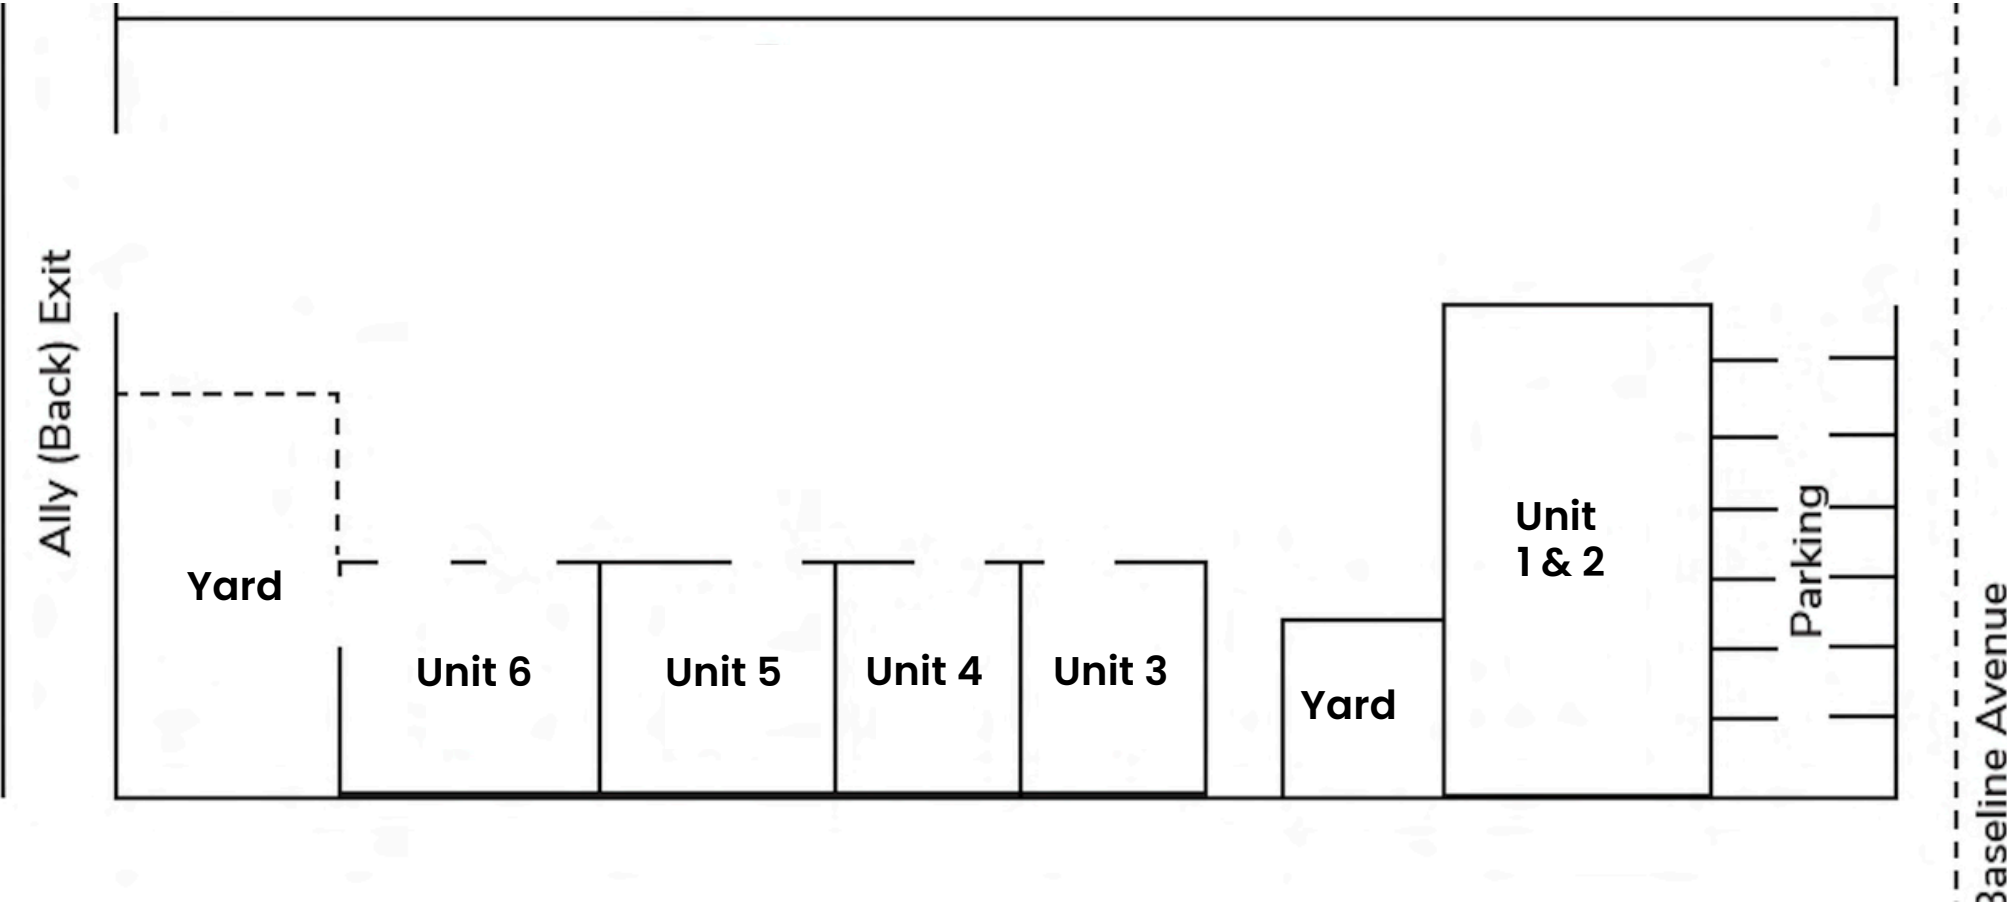 Ally (Back) Exit
Yard
Unit 6
Unit 5
Unit 4
Unit 3
Yard
Unit
1 & 2
Parking
Baseline Avenue